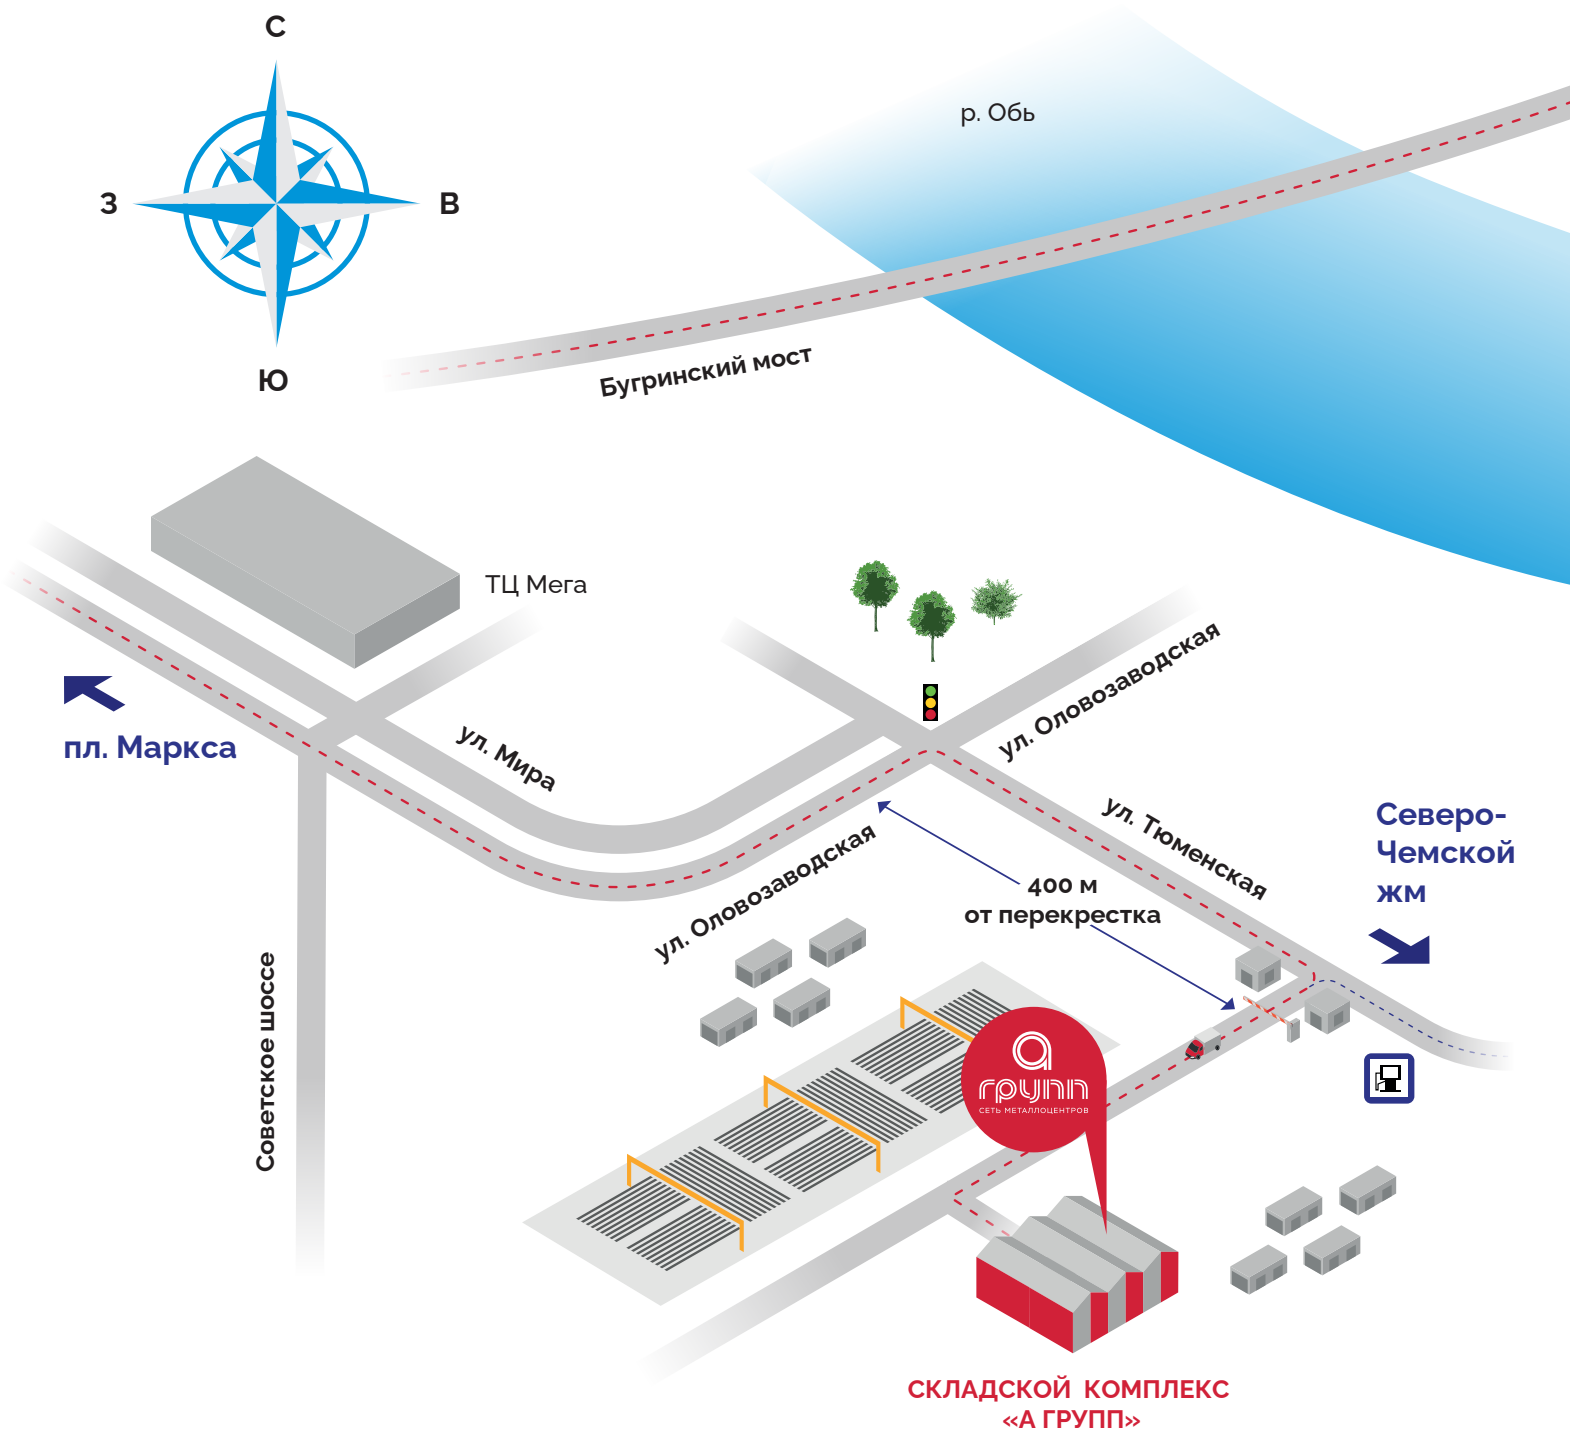 С
З
В
Ю
р. Обь
Бугринский мост
ТЦ Мега
пл. Маркса
ул. Мира
ул. Оловозаводская
ул. Оловозаводская
ул. Тюменская
Северо-
Чемской
жм
400 м
от перекрестка
Советское шоссе
а
групп
СЕТЬ МЕТАЛЛОЦЕНТРОВ
СКЛАДСКОЙ КОМПЛЕКС
«А ГРУПП»